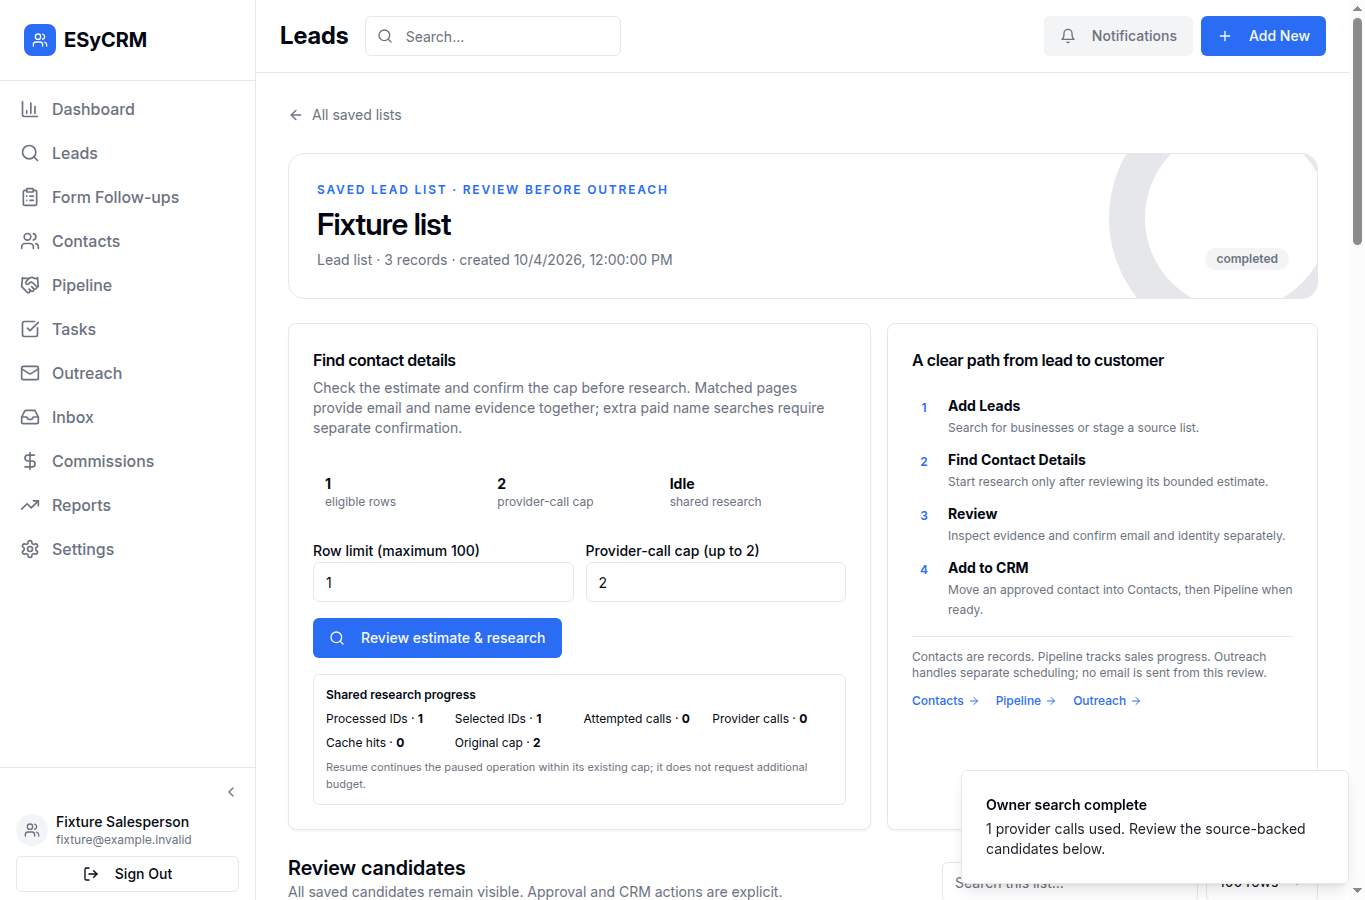 ESyCRM
Leads
Search...
Notifications
Add New
Dashboard
Leads
Form Follow-ups
Contacts
Pipeline
Tasks
Outreach
Inbox
Commissions
Reports
Settings
Fixture Salesperson
fixture@example.invalid
Sign Out
All saved lists
SAVED LEAD LIST · REVIEW BEFORE OUTREACH
Fixture list
Lead list · 3 records · created 10/4/2026, 12:00:00 PM
completed
Find contact details
Check the estimate and confirm the cap before research. Matched pages
provide email and name evidence together; extra paid name searches require
separate confirmation.
1
eligible rows
2
provider-call cap
Idle
shared research
Row limit (maximum 100)
1
Provider-call cap (up to 2)
2
Review estimate & research
Shared research progress
Processed IDs · 1
Selected IDs · 1
Attempted calls · 0
Provider calls · 0
Cache hits · 0
Original cap · 2
Resume continues the paused operation within its existing cap; it does not request additional
budget.
A clear path from lead to customer
1
Add Leads
Search for businesses or stage a source list.
2
Find Contact Details
Start research only after reviewing its bounded estimate.
3
Review
Inspect evidence and confirm email and identity separately.
4
Add to CRM
Move an approved contact into Contacts, then Pipeline when
ready.
Contacts are records. Pipeline tracks sales progress. Outreach
handles separate scheduling; no email is sent from this review.
Contacts
Pipeline
Outreach
Owner search complete
1 provider calls used. Review the source-backed
candidates below.
Review candidates
All saved candidates remain visible. Approval and CRM actions are explicit.
Search this list...
100 rows